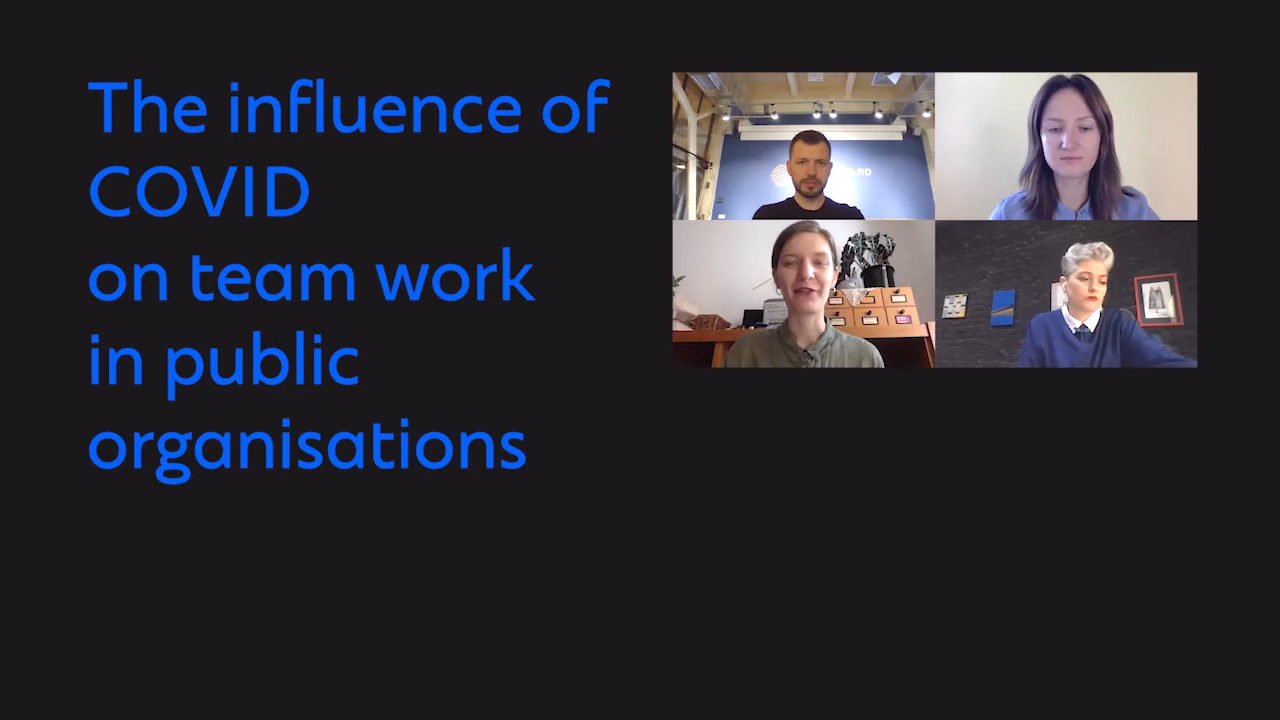 The influence of
COVID
on team work
in public
organisations